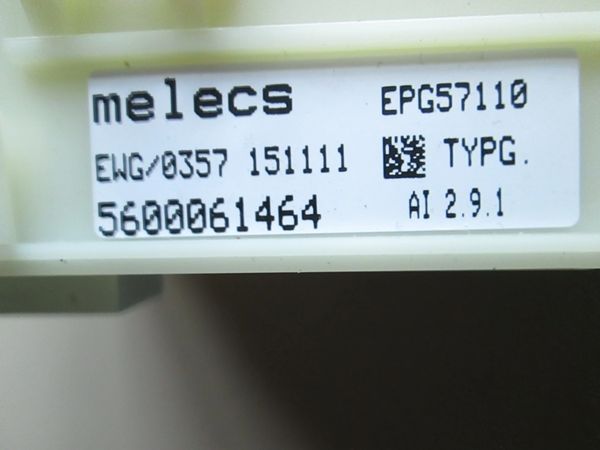 melecs EPG57110
EWG/0357 151111 TYPG.
5600061464 AI 2.9.1